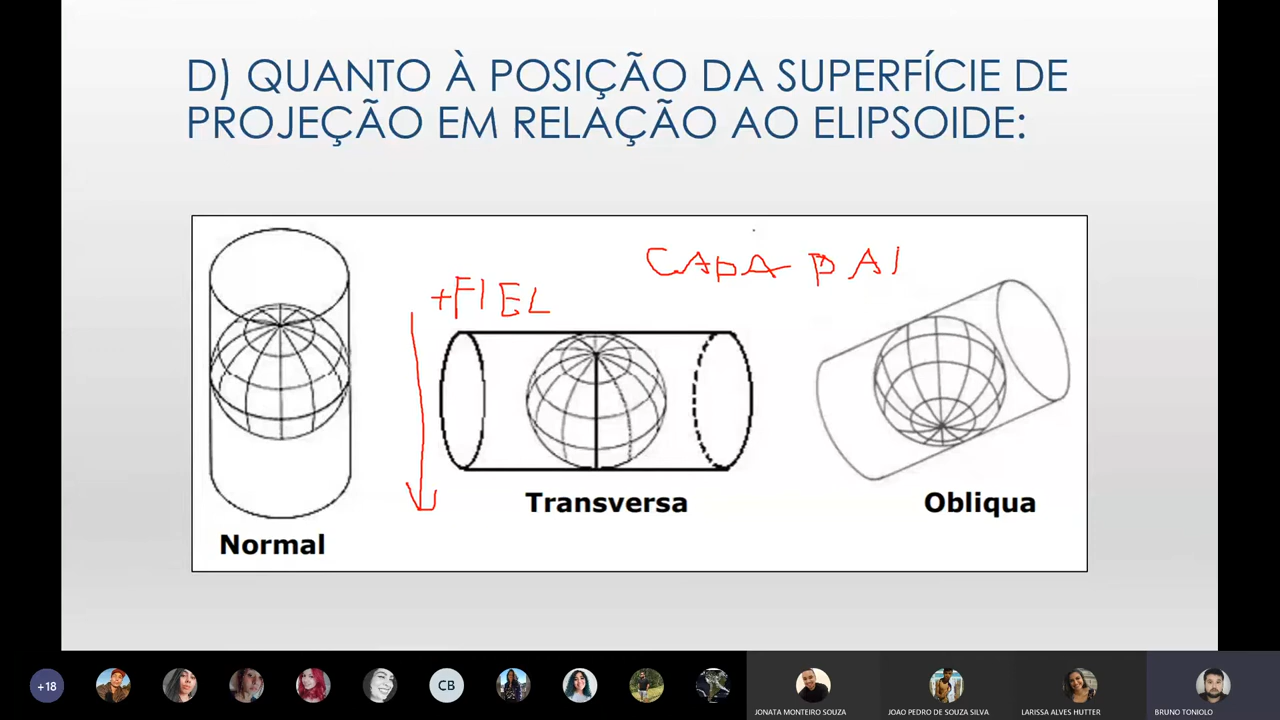 D) QUANTO À POSIÇÃO DA SUPERFÍCIE DE
PROJEÇÃO EM RELAÇÃO AO ELIPSOIDE:
CADA PAI
+FIEL
Transversa
Obliqua
Normal
+18
CB
JONATA MONTEIRO SOUZA
JOAO PEDRO DE SOUZA SILVA
LARISSA ALVES HUTTER
BRUNO TONIOLO